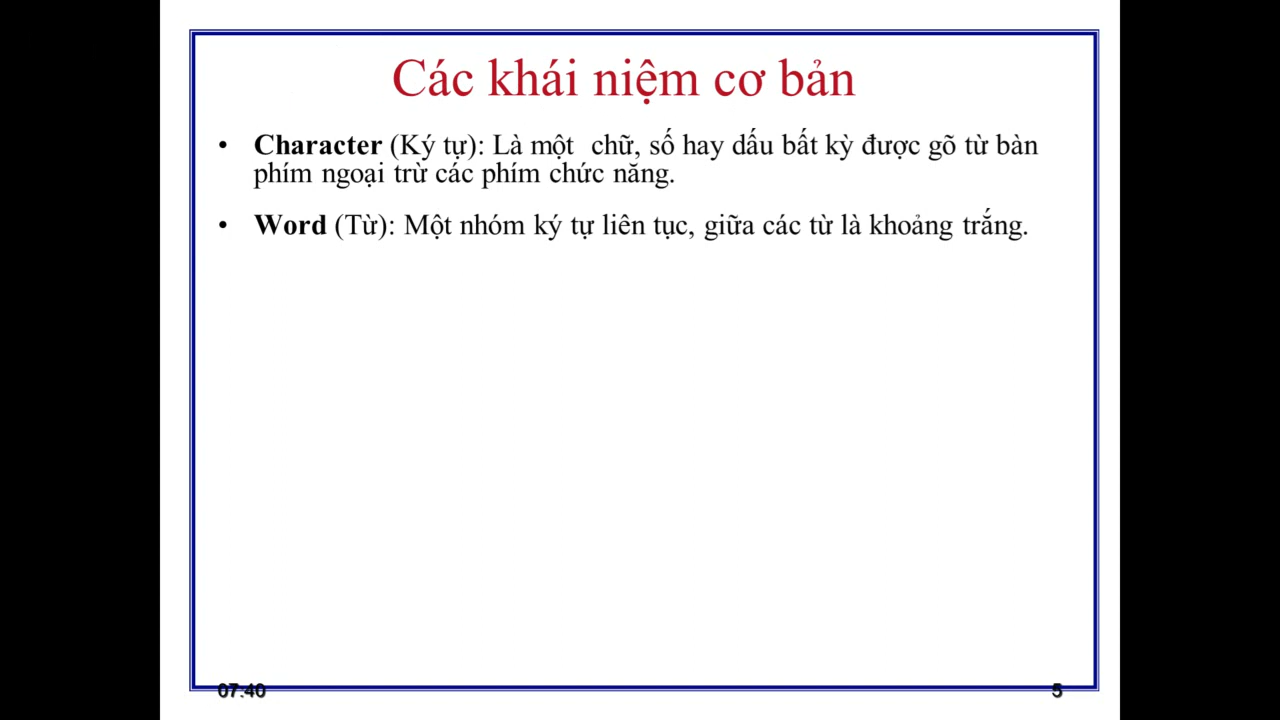 Các khái niệm cơ bản
• Character (Ký tự): Là một chữ, số hay dấu bất kỳ được gõ từ bàn
phím ngoại trừ các phím chức năng.
• Word (Từ): Một nhóm ký tự liên tục, giữa các từ là khoảng trắng.
07:40
5